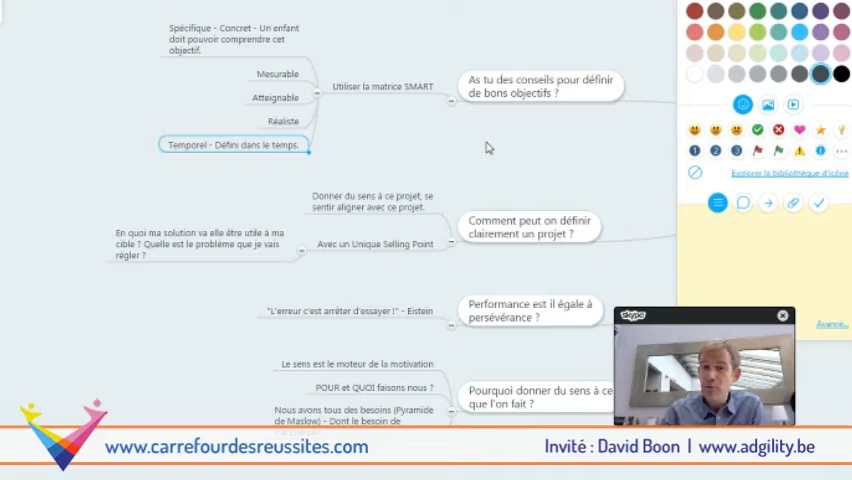 Spécifique - Concret - Un enfant
doit pouvoir comprendre cet
objectif.
Mesurable
Atteignable
Réaliste
Temporel - Défini dans le temps.
Utiliser la matrice SMART
As tu des conseils pour définir
de bons objectifs ?
Donner du sens à ce projet, se
sentir aligner avec ce projet.
En quoi ma solution va elle être utile à ma
cible ? Quelle est le problème que je vais
régler ?
Avec un Unique Selling Point
Comment peut on définir
clairement un projet ?
"L'erreur c'est arrêter d'essayer !" - Eistein
Performance est il égale à
persévérance ?
Le sens est le moteur de la motivation
POUR et QUOI faisons nous ?
Nous avons tous des besoins (Pyramide
de Maslow) - Dont le besoin de
Pourquoi donner du sens à ce
que l'on fait ?
1 2 3
Explorer la bibliothèque d'icône
Avancé...
skype
www.carrefourdesreussites.com
Invité : David Boon | www.adgility.be